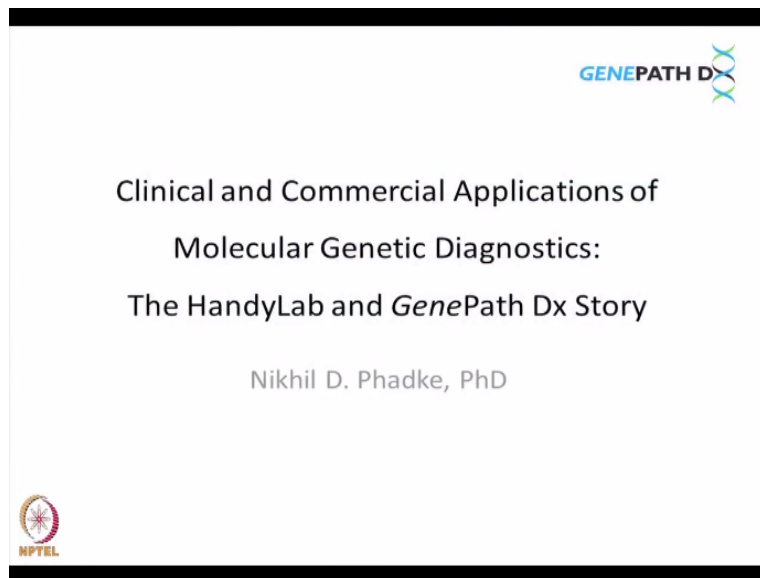 GENEPATH DX
Clinical and Commercial Applications of
Molecular Genetic Diagnostics:
The HandyLab and GenePath Dx Story
Nikhil D. Phadke, PhD
NPTEL